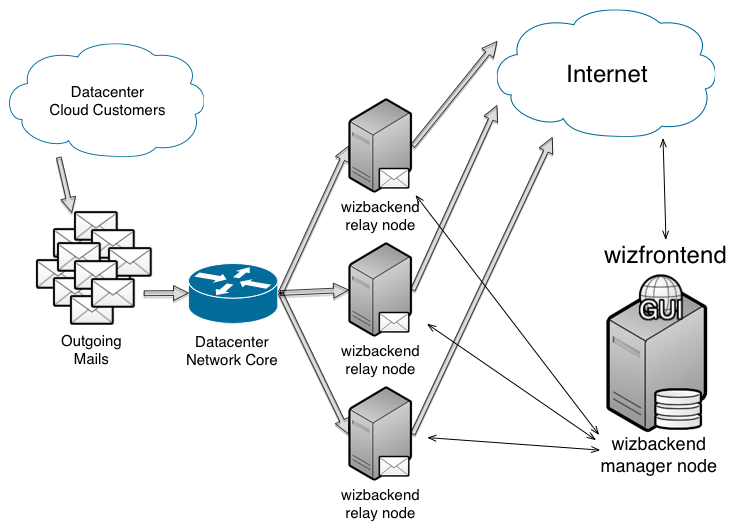 Datacenter
Cloud Customers
Internet
wizbackend
relay node
wizfrontend
GUI
Outgoing
Mails
Datacenter
Network Core
wizbackend
relay node
wizbackend
manager node
wizbackend
relay node